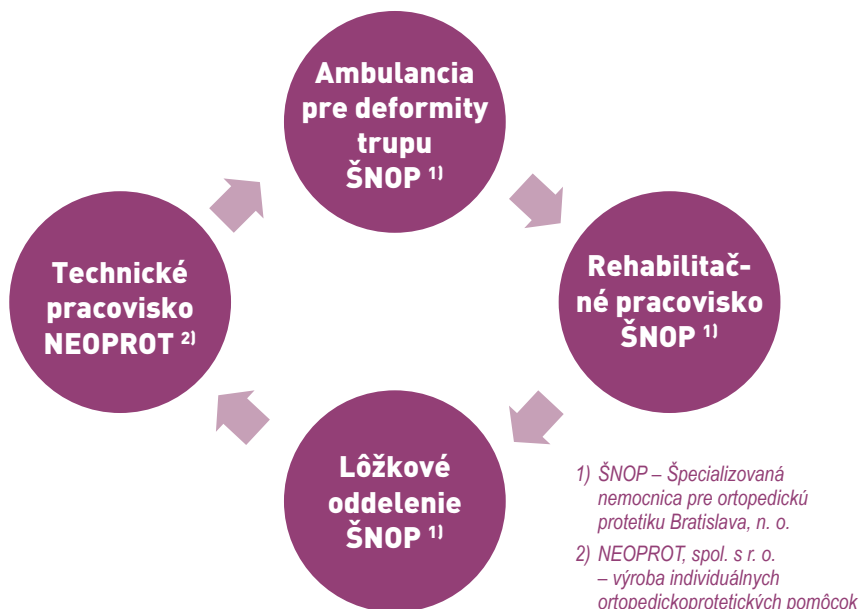 Ambulancia
pre deformity
trupu
ŠNOP 1)
Technické
pracovisko
NEOPROT 2)
Rehabilitač-
né pracovisko
ŠNOP 1)
Lôžkové
oddelenie
ŠNOP 1)
1) ŠNOP – Špecializovaná
nemocnica pre ortopedickú
protetiku Bratislava, n. o.
2) NEOPROT, spol. s r. o.
– výroba individuálnych
ortopedickoprotetických pomôcok